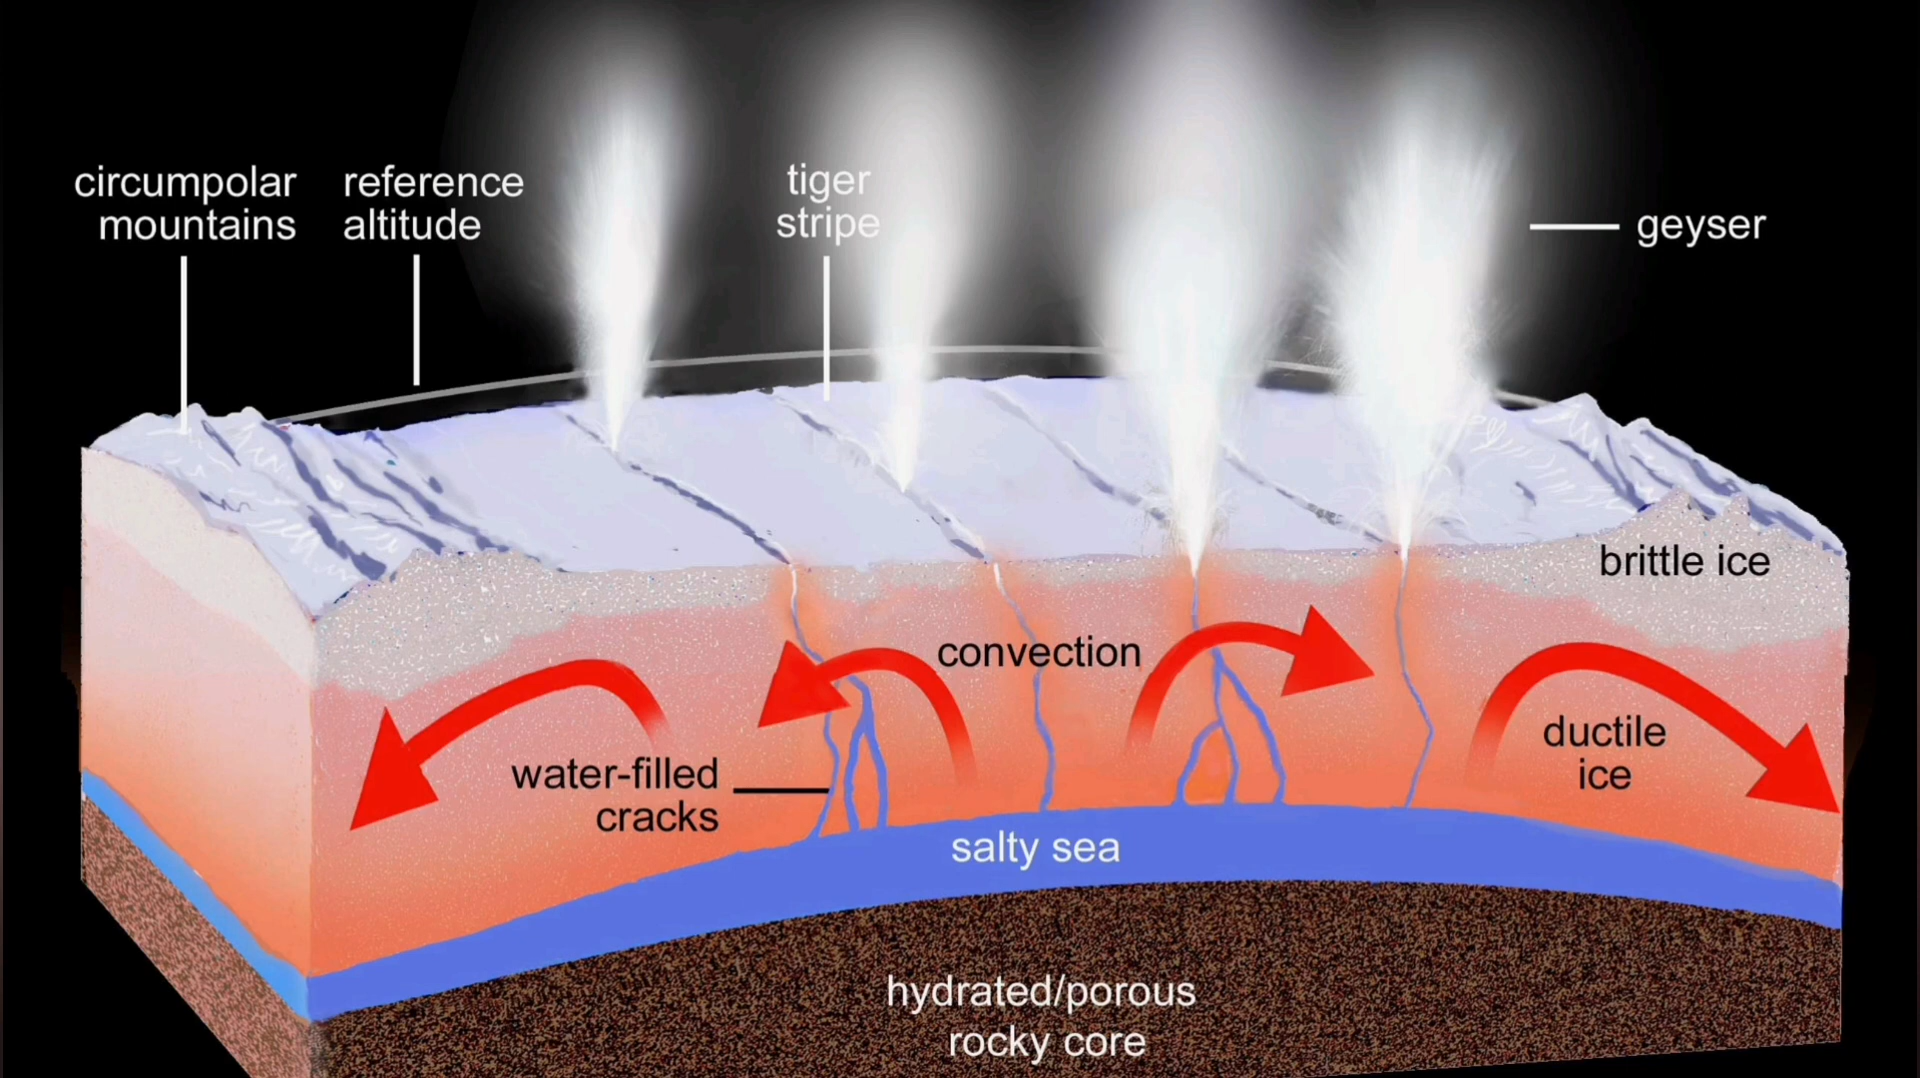 circumpolar
mountains
reference
altitude
tiger
stripe
geyser
brittle ice
convection
ductile
ice
water-filled
cracks
salty sea
hydrated/porous
rocky core